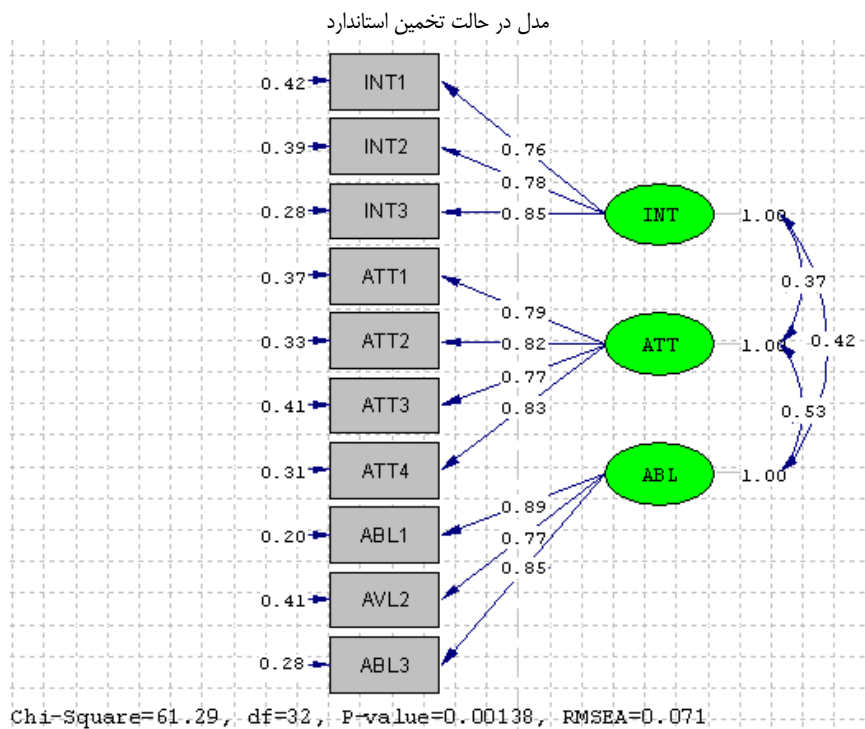 مدل در حالت تخمین استاندارد
0.42 INT1
0.76
0.39 INT2
0.78
0.28 INT3
0.85 INT 1.00
0.37
0.37 ATT1
0.79
0.33 ATT2
0.82 ATT 1.00 0.42
0.77
0.41 ATT3
0.83
0.53
0.31 ATT4
ABL 1.00
0.89
0.20 ABL1
0.77
0.85
0.41 AVL2
0.28 ABL3
Chi-Square=61.29, df=32, P-value=0.00138, RMSEA=0.071